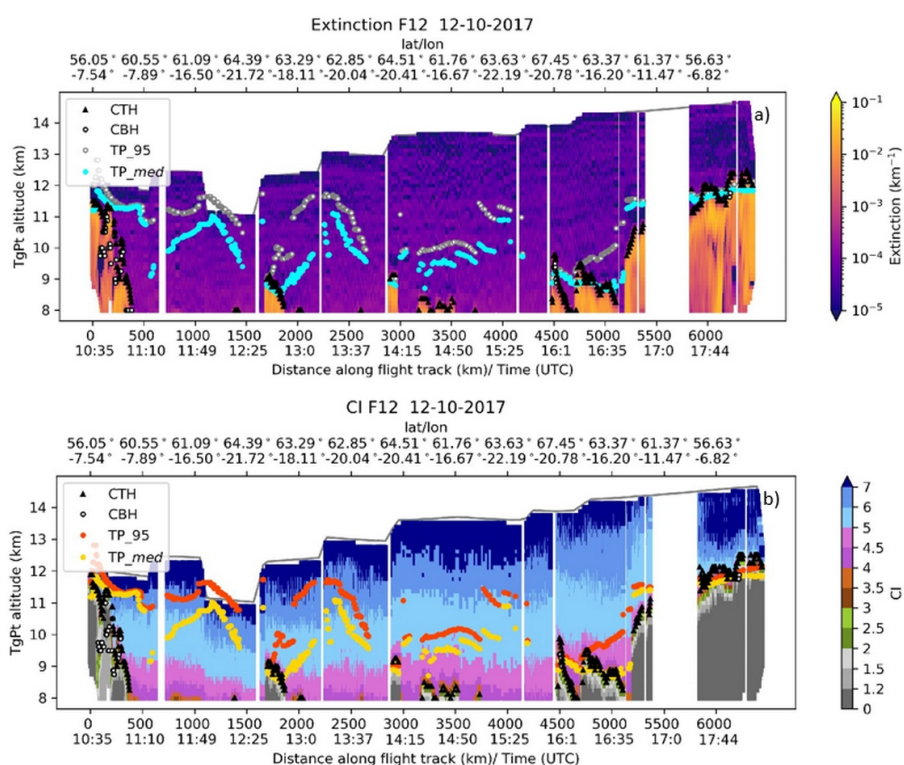 Extinction F12 12-10-2017
lat/lon
56.05° 60.55° 61.09° 64.39° 63.29° 62.85° 64.51° 61.76° 63.63° 67.45° 63.37° 61.37° 56.63°
-7.54° -7.89° -16.50° -21.72° -18.11° -20.04° -20.41° -16.67° -22.19° -20.78° -16.20° -11.47° -6.82°
CTH
CBH
TP_95
TP_med
a)
14
13
12
11
10
9
8
TgPt altitude (km)
10⁻¹
10⁻²
10⁻³
10⁻⁴
10⁻⁵
Extinction (km⁻¹)
0 500 1000 1500 2000 2500 3000 3500 4000 4500 5000 5500 6000
10:35 11:10 11:49 12:25 13:0 13:37 14:15 14:50 15:25 16:1 16:35 17:0 17:44
Distance along flight track (km)/ Time (UTC)
CI F12 12-10-2017
lat/lon
56.05° 60.55° 61.09° 64.39° 63.29° 62.85° 64.51° 61.76° 63.63° 67.45° 63.37° 61.37° 56.63°
-7.54° -7.89° -16.50° -21.72° -18.11° -20.04° -20.41° -16.67° -22.19° -20.78° -16.20° -11.47° -6.82°
CTH
CBH
TP_95
TP_med
b)
14
13
12
11
10
9
8
TgPt altitude (km)
7
6
5
4.5
4
3.5
3
2.5
2
1.5
1.2
0
CI
0 500 1000 1500 2000 2500 3000 3500 4000 4500 5000 5500 6000
10:35 11:10 11:49 12:25 13:0 13:37 14:15 14:50 15:25 16:1 16:35 17:0 17:44
Distance along flight track (km)/ Time (UTC)